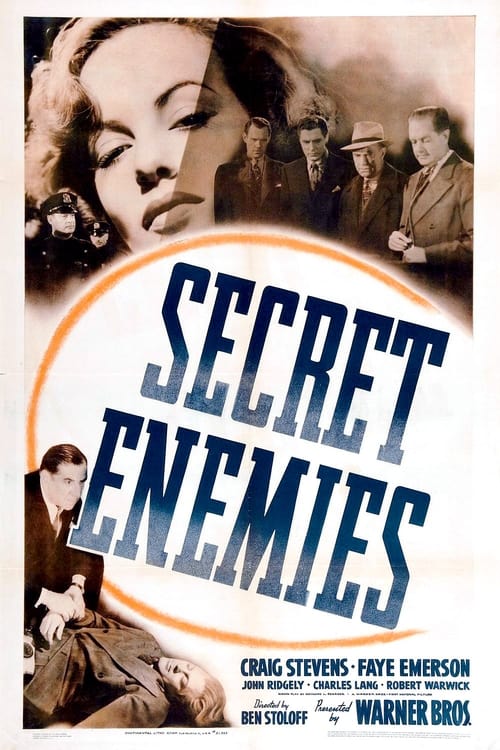 SECRET
ENEMIES
CRAIG STEVENS • FAYE EMERSON
JOHN RIDGELY • CHARLES LANG • ROBERT WARWICK
Directed by BEN STOLOFF Presented by WARNER BROS.